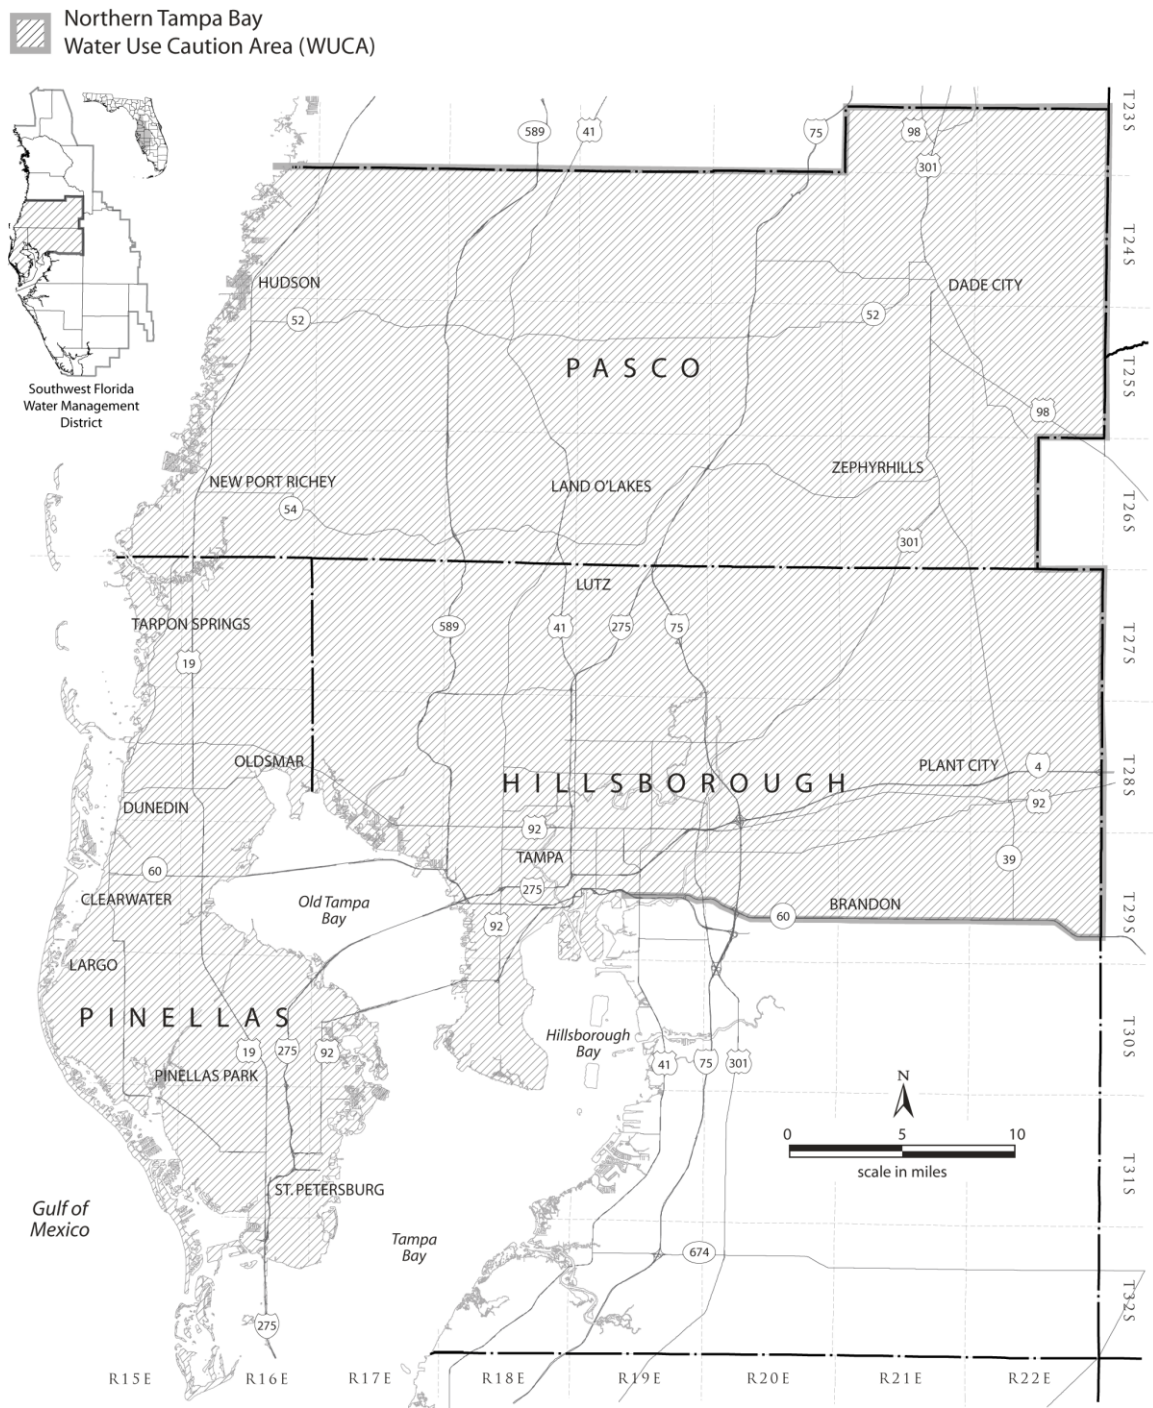 Northern Tampa Bay
Water Use Caution Area (WUCA)
Southwest Florida
Water Management
District
589
41
75
98
301
T23S
T24S
HUDSON
DADE CITY
52
52
PASCO
T25S
98
NEW PORT RICHEY
LAND O'LAKES
ZEPHYRHILLS
54
301
T26S
LUTZ
TARPON SPRINGS
589
41
275
75
T27S
19
OLDSMAR
HILLSBOROUGH
PLANT CITY
4
T28S
DUNEDIN
92
92
TAMPA
39
60
CLEARWATER
275
Old Tampa
Bay
BRANDON
60
92
T29S
LARGO
PINELLAS
Hillsborough
Bay
T30S
19
275
92
41
75
301
PINELLAS PARK
N
0
5
10
scale in miles
T31S
ST. PETERSBURG
Gulf of
Mexico
Tampa
Bay
674
T32S
275
R15E
R16E
R17E
R18E
R19E
R20E
R21E
R22E